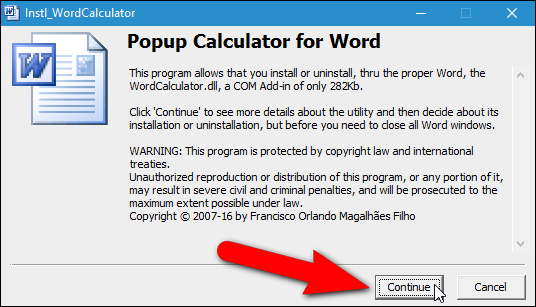 Instl_WordCalculator
Popup Calculator for Word
This program allows that you install or uninstall, thru the proper Word, the
WordCalculator.dll, a COM Add-in of only 282Kb.
Click 'Continue' to see more details about the utility and then decide about its
installation or uninstallation, but before you need to close all Word windows.
WARNING: This program is protected by copyright law and international
treaties.
Unauthorized reproduction or distribution of this program, or any portion of it,
may result in severe civil and criminal penalties, and will be prosecuted to the
maximum extent possible under law.
Copyright © 2007-16 by Francisco Orlando Magalhães Filho
Continue
Cancel